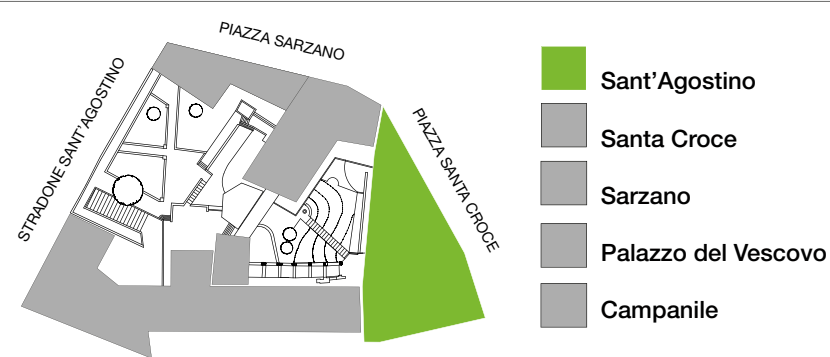 PIAZZA SARZANO
STRADONE SANT'AGOSTINO
PIAZZA SANTA CROCE
Sant'Agostino
Santa Croce
Sarzano
Palazzo del Vescovo
Campanile